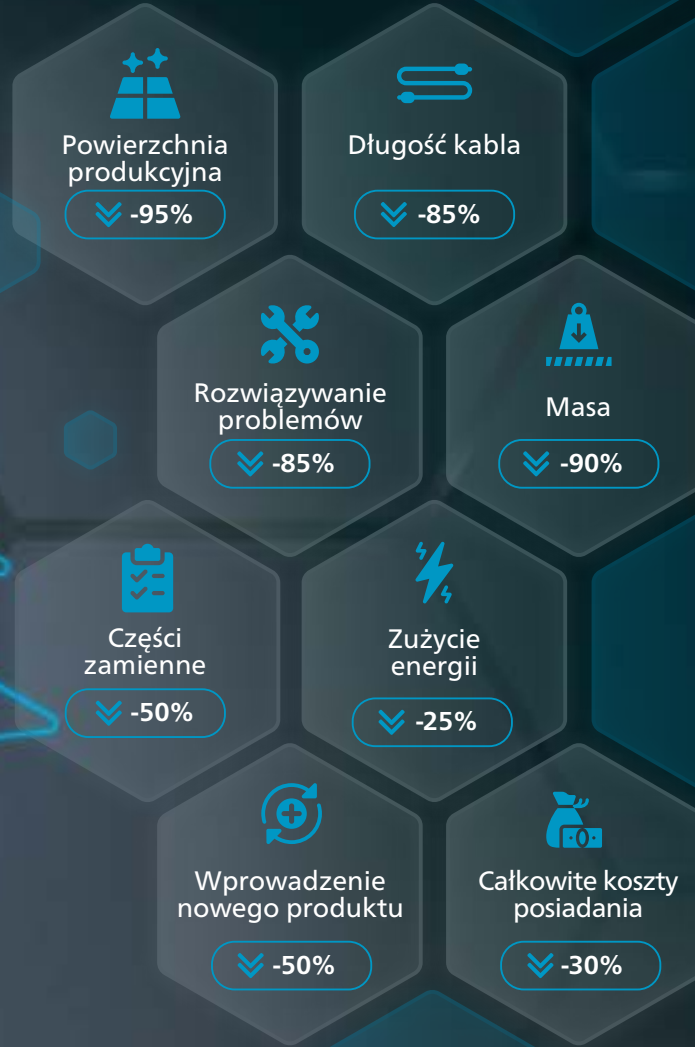 Powierzchnia
produkcyjna
-95%
Długość kabla
-85%
Rozwiązywanie
problemów
-85%
Masa
-90%
Części
zamienne
-50%
Zużycie
energii
-25%
Wprowadzenie
nowego produktu
-50%
Całkowite koszty
posiadania
-30%